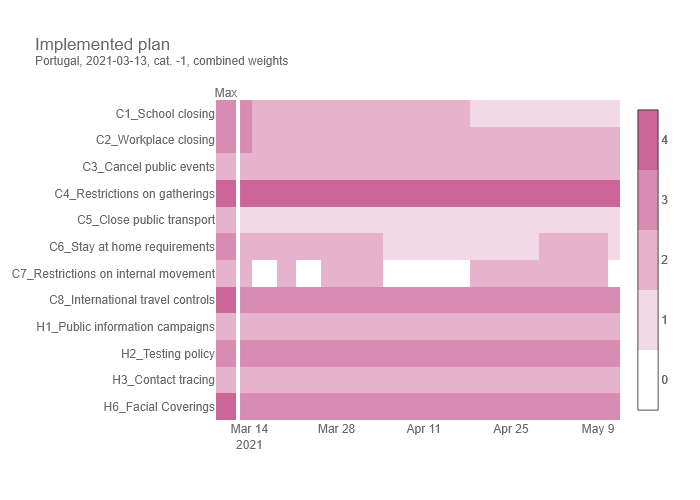 Implemented plan
Portugal, 2021-03-13, cat. -1, combined weights
Max
C1_School closing
C2_Workplace closing
C3_Cancel public events
C4_Restrictions on gatherings
C5_Close public transport
C6_Stay at home requirements
C7_Restrictions on internal movement
C8_International travel controls
H1_Public information campaigns
H2_Testing policy
H3_Contact tracing
H6_Facial Coverings
Mar 14 Mar 28 Apr 11 Apr 25 May 9
2021
4
3
2
1
0